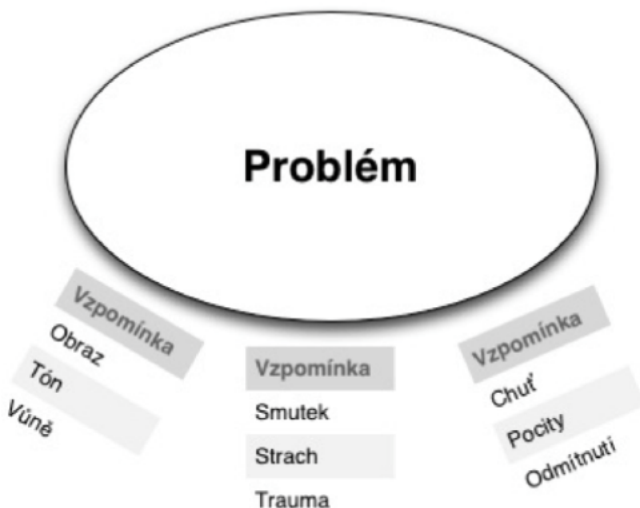 Problém
Vzpomínka
Obraz
Tón
Vůně
Vzpomínka
Smutek
Strach
Trauma
Vzpomínka
Chuť
Pocity
Odmítnutí